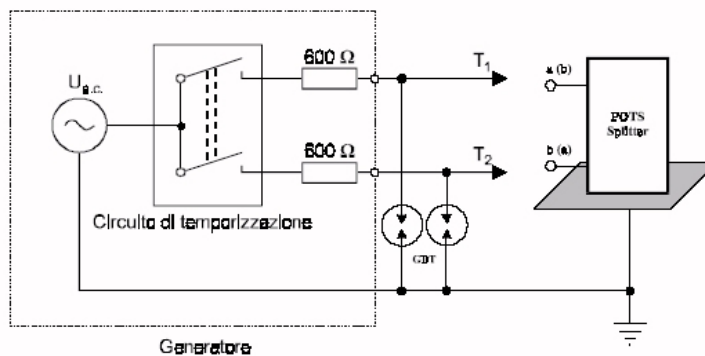 600 Ω
T1
a (b)
Ua.c.
POTS
Splitter
600 Ω
T2
b (a)
Circuito di temporizzazione
GDT
Generatore